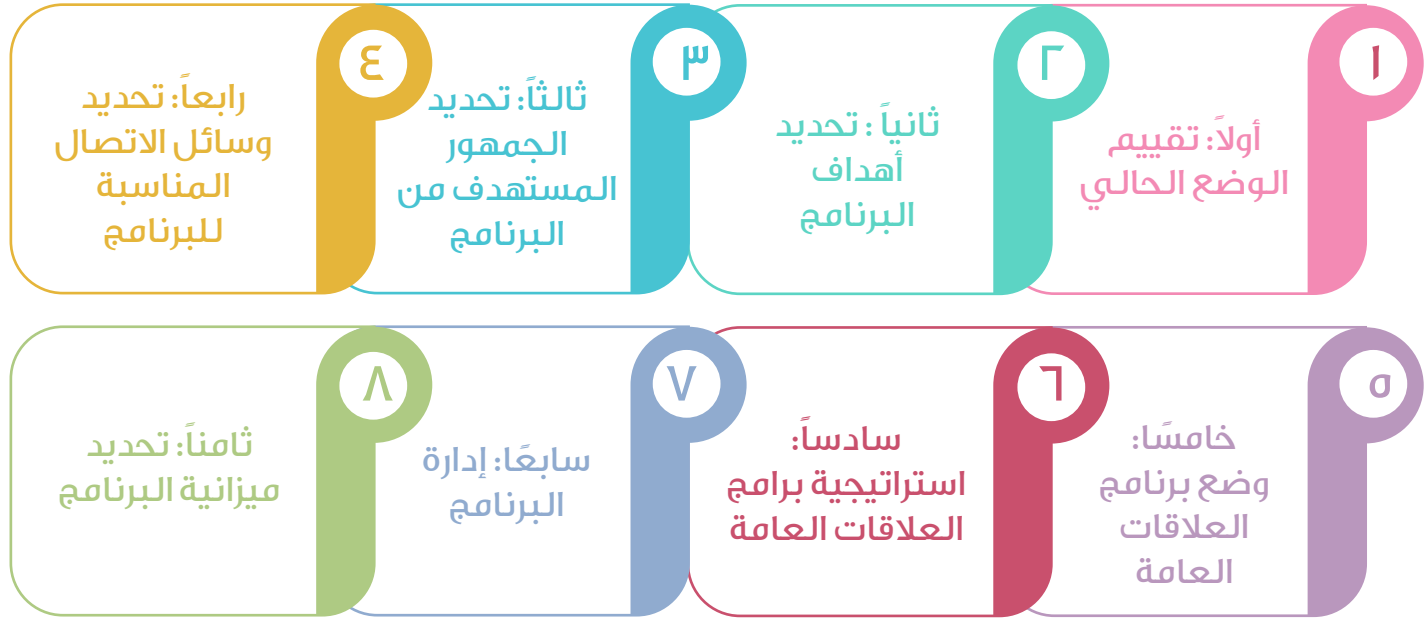 ١
أولاً: تقييم
الوضع الحالي
٢
ثانياً : تحديد
أهداف
البرنامج
٣
ثالثاً: تحديد
الجمهور
المستهدف من
البرنامج
٤
رابعاً: تحديد
وسائل الاتصال
المناسبة
للبرنامج
٥
خامسًا:
وضع برنامج
العلاقات
العامة
٦
سادساً:
استراتيجية برامج
العلاقات العامة
٧
سابعًا: إدارة
البرنامج
٨
ثامناً: تحديد
ميزانية البرنامج